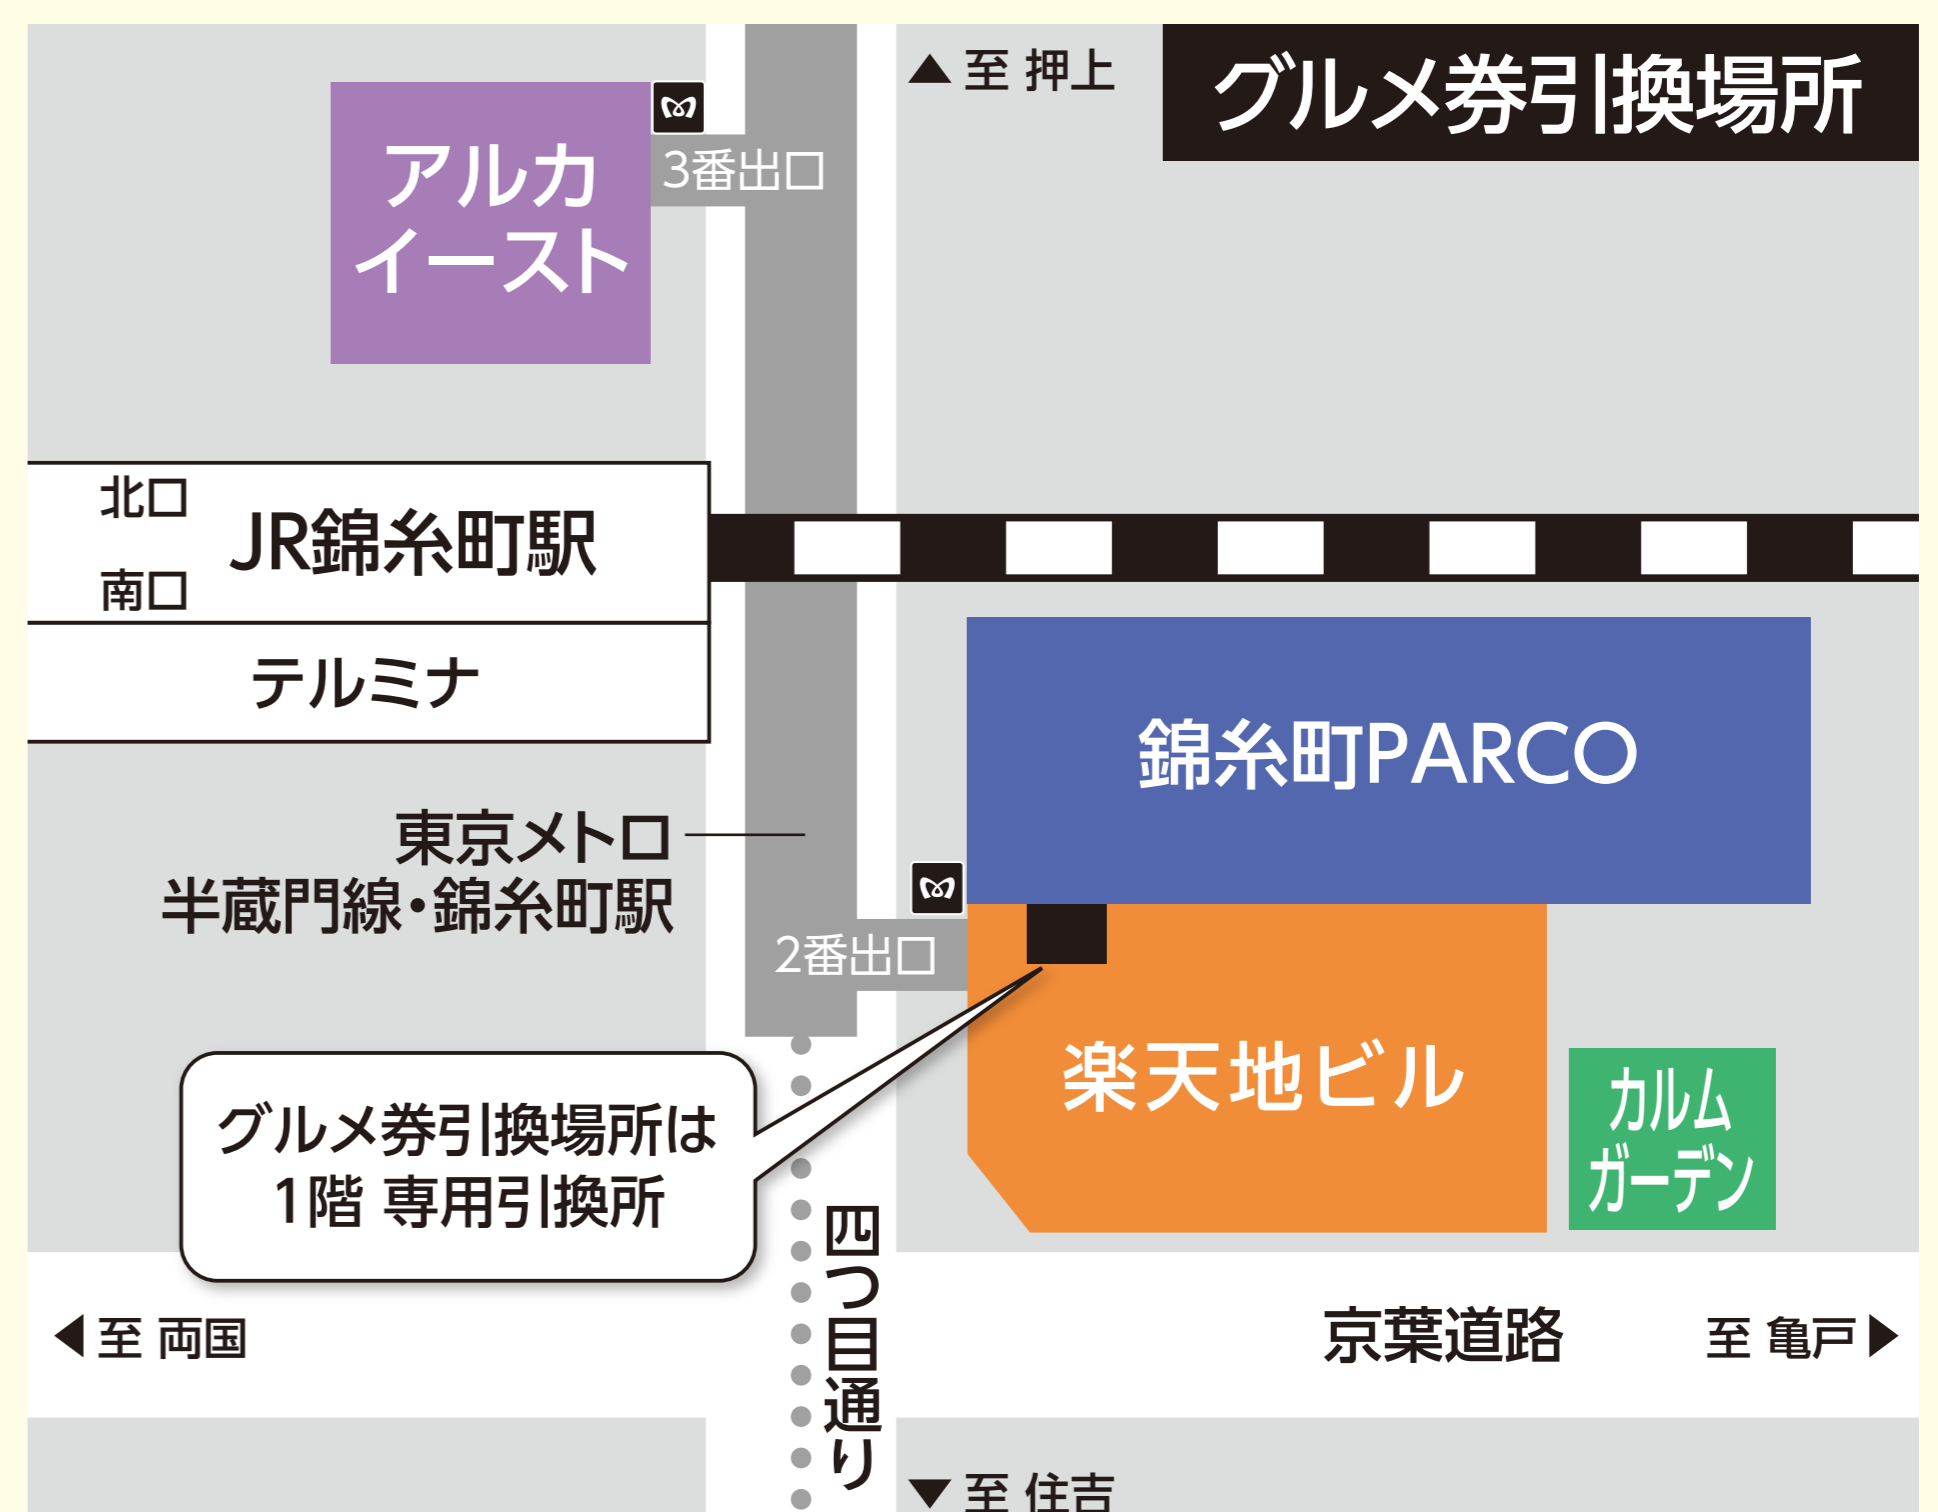 至 押上
グルメ券引換場所
アルカ
イースト
3番出口
北口
JR錦糸町駅
南口
テルミナ
錦糸町PARCO
東京メトロ
半蔵門線・錦糸町駅
2番出口
楽天地ビル
カルム
ガーデン
グルメ券引換場所は
1階 専用引換所
四つ目通り
至 両国
京葉道路
至 亀戸
至 住吉